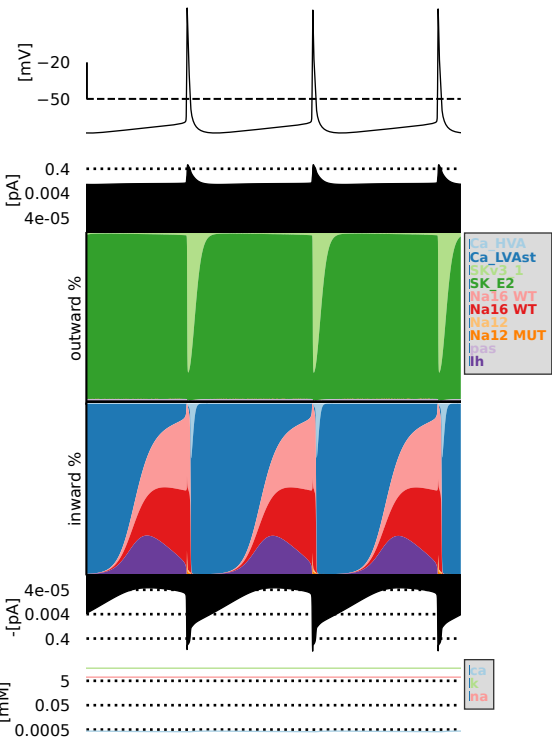 [mV]
−20
−50
[pA]
0.4
0.004
4e-05
outward %
Ca_HVA
Ca_LVAst
SKv3_1
SK_E2
Na16 WT
Na16 WT
Na12
Na12 MUT
pas
Ih
inward %
-[pA]
4e-05
0.004
0.4
[mM]
5
0.05
0.0005
ca
k
na